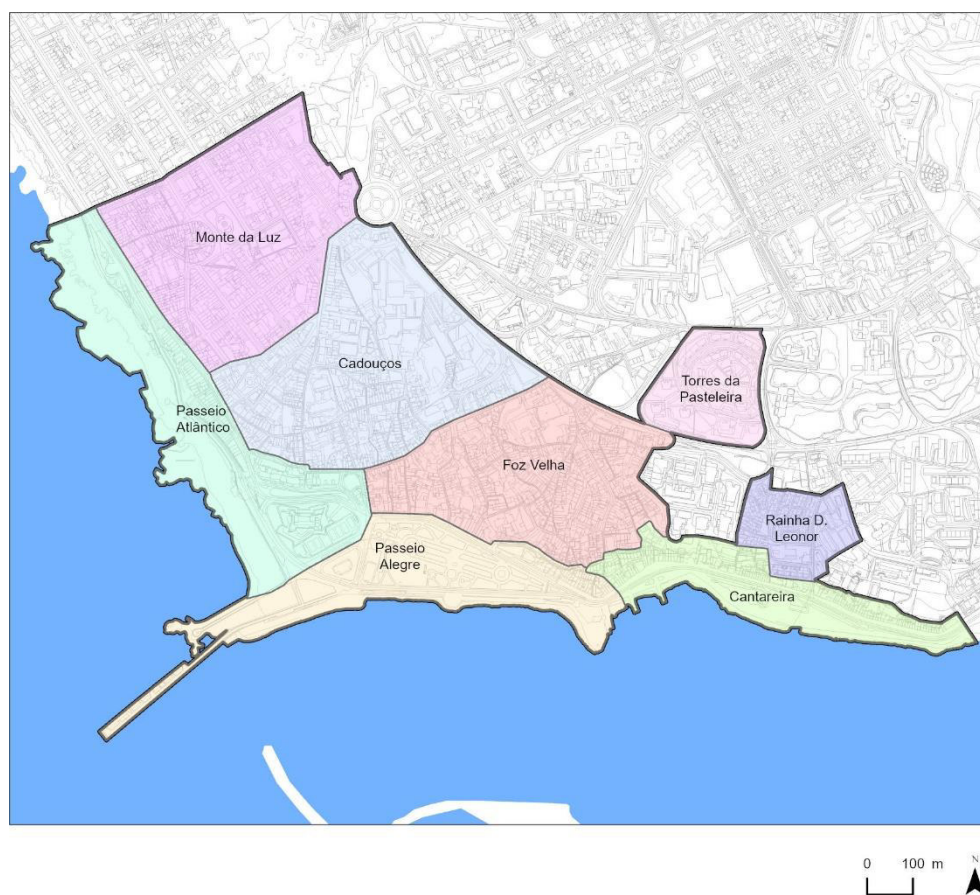 Monte da Luz
Cadouços
Torres da
Pasteleira
Passeio
Atlântico
Foz Velha
Rainha D.
Leonor
Passeio
Alegre
Cantareira
0 100 m
N